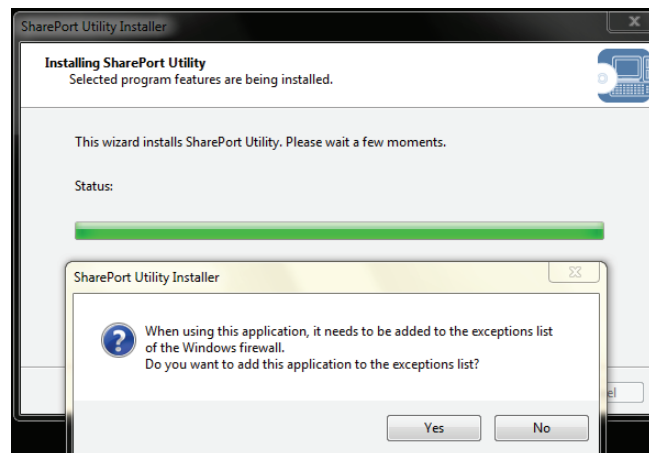 SharePort Utility Installer
Installing SharePort Utility
Selected program features are being installed.
This wizard installs SharePort Utility. Please wait a few moments.
Status:
SharePort Utility Installer
When using this application, it needs to be added to the exceptions list
of the Windows firewall.
Do you want to add this application to the exceptions list?
Yes No